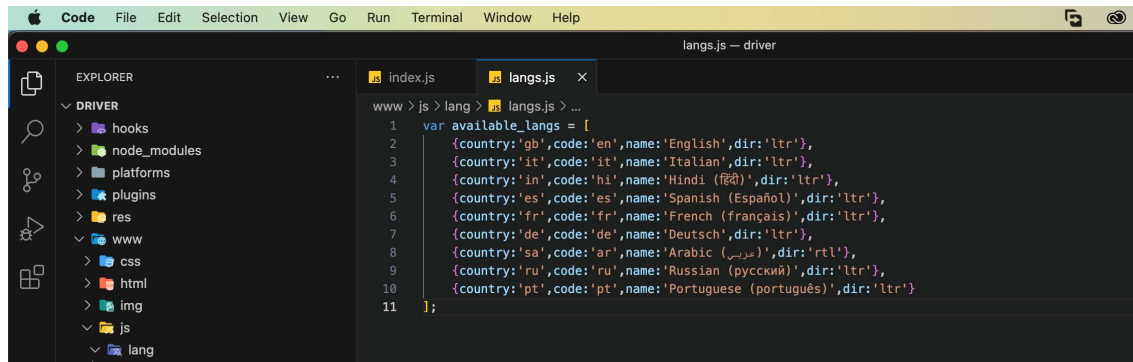 Code File Edit Selection View Go Run Terminal Window Help
langs.js — driver
EXPLORER ...
JS index.js JS langs.js ×
DRIVER
www > js > lang > JS langs.js > ...
> hooks
> node_modules
> platforms
> plugins
> res
www
> css
> html
> img
js
lang
1 var available_langs = [
2 {country:'gb',code:'en',name:'English',dir:'ltr'},
3 {country:'it',code:'it',name:'Italian',dir:'ltr'},
4 {country:'in',code:'hi',name:'Hindi (हिंदी)',dir:'ltr'},
5 {country:'es',code:'es',name:'Spanish (Español)',dir:'ltr'},
6 {country:'fr',code:'fr',name:'French (français)',dir:'ltr'},
7 {country:'de',code:'de',name:'Deutsch',dir:'ltr'},
8 {country:'sa',code:'ar',name:'Arabic (عربي)',dir:'rtl'},
9 {country:'ru',code:'ru',name:'Russian (русский)',dir:'ltr'},
10 {country:'pt',code:'pt',name:'Portuguese (português)',dir:'ltr'}
11 ];